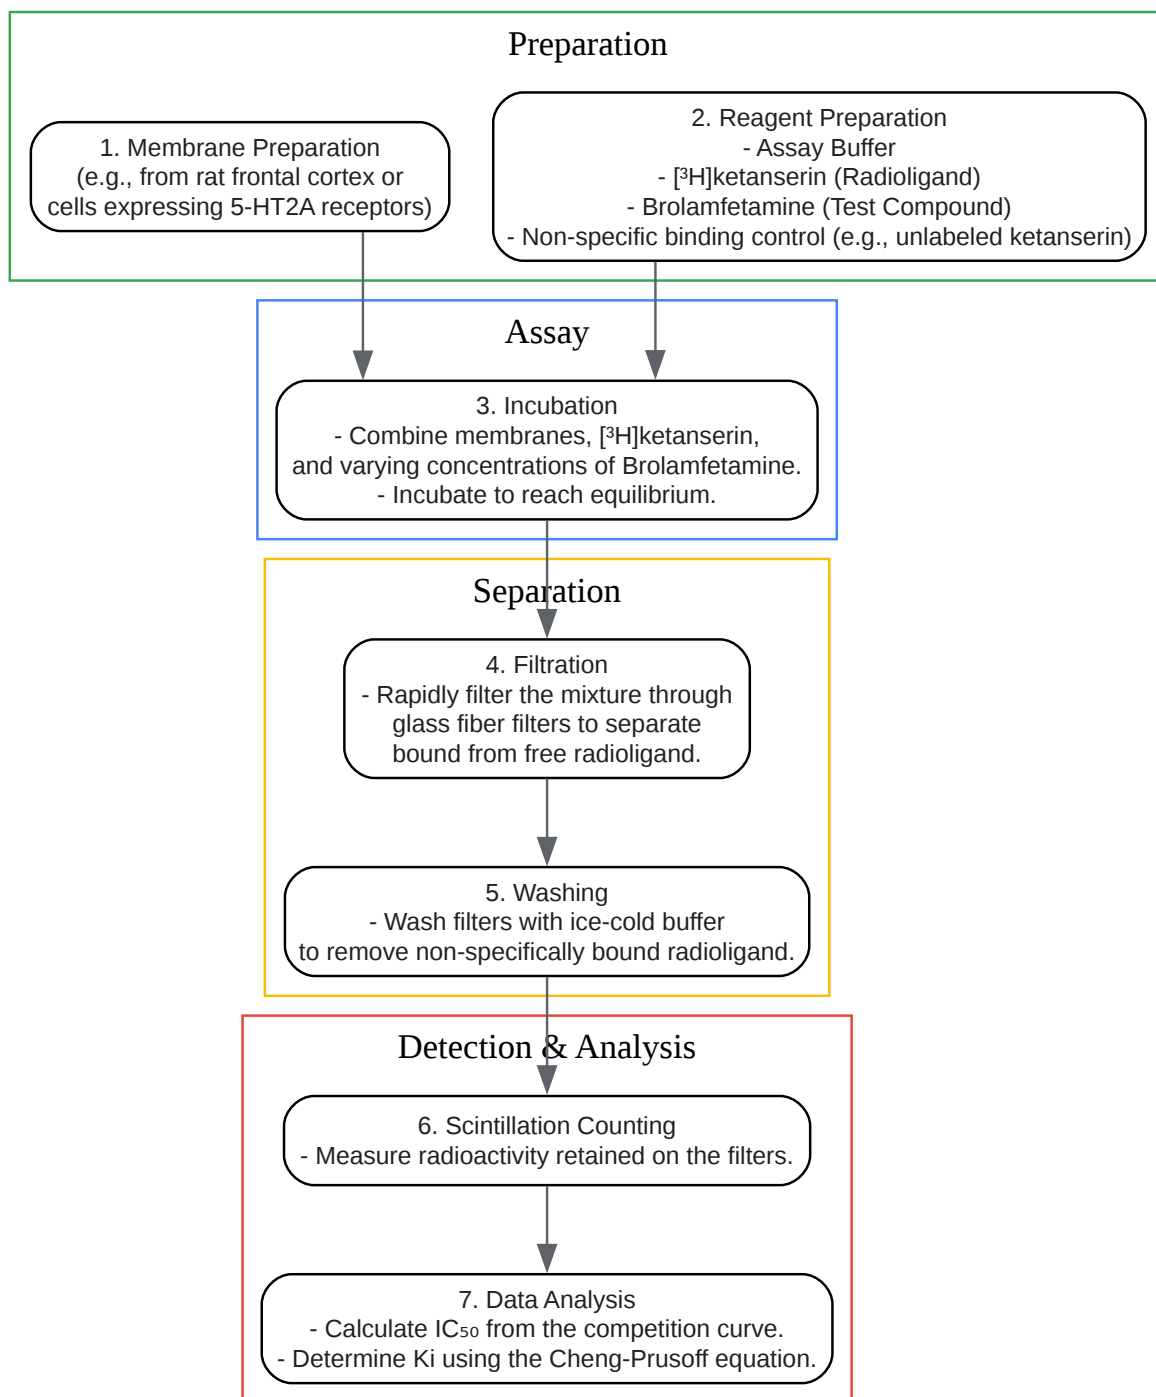 Preparation
1. Membrane Preparation
(e.g., from rat frontal cortex or
cells expressing 5-HT2A receptors)
2. Reagent Preparation
- Assay Buffer
- [³H]ketanserin (Radioligand)
- Brolamfetamine (Test Compound)
- Non-specific binding control (e.g., unlabeled ketanserin)
Assay
3. Incubation
- Combine membranes, [³H]ketanserin,
and varying concentrations of Brolamfetamine.
- Incubate to reach equilibrium.
Separation
4. Filtration
- Rapidly filter the mixture through
glass fiber filters to separate
bound from free radioligand.
5. Washing
- Wash filters with ice-cold buffer
to remove non-specifically bound radioligand.
Detection & Analysis
6. Scintillation Counting
- Measure radioactivity retained on the filters.
7. Data Analysis
- Calculate IC₅₀ from the competition curve.
- Determine Ki using the Cheng-Prusoff equation.